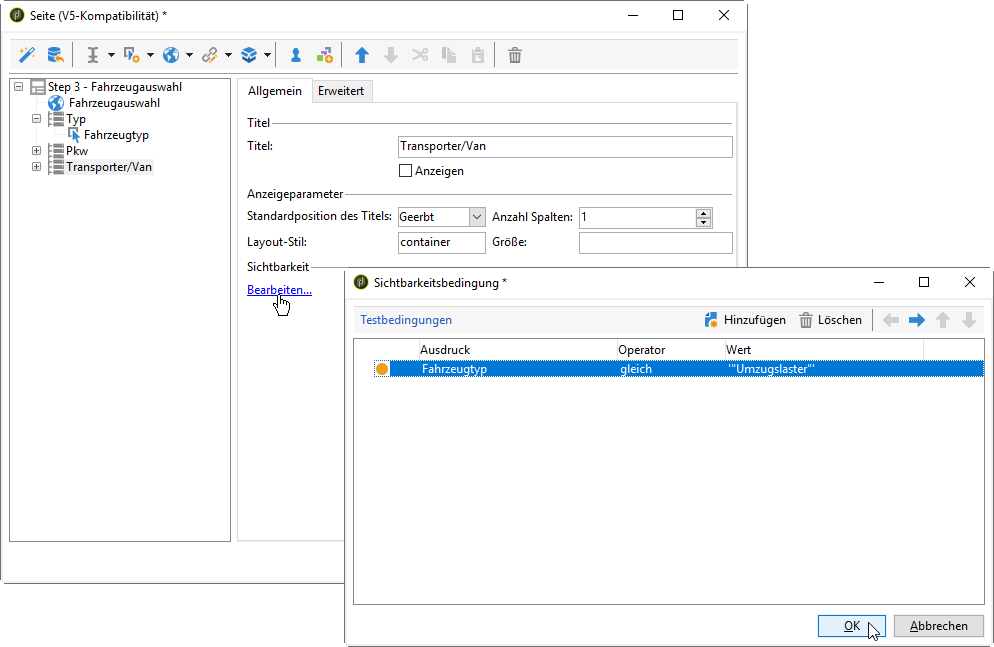 Seite (V5-Kompatibilität) *
Step 3 - Fahrzeugauswahl
Fahrzeugauswahl
Typ
Fahrzeugtyp
Pkw
Transporter/Van
Allgemein
Erweitert
Titel
Titel: Transporter/Van
Anzeigen
Anzeigeparameter
Standardposition des Titels: Geerbt Anzahl Spalten: 1
Layout-Stil: container Größe:
Sichtbarkeit
Bearbeiten...
Sichtbarkeitsbedingung *
Testbedingungen Hinzufügen Löschen
Ausdruck Operator Wert
Fahrzeugtyp gleich '"Umzugslaster"'
OK Abbrechen